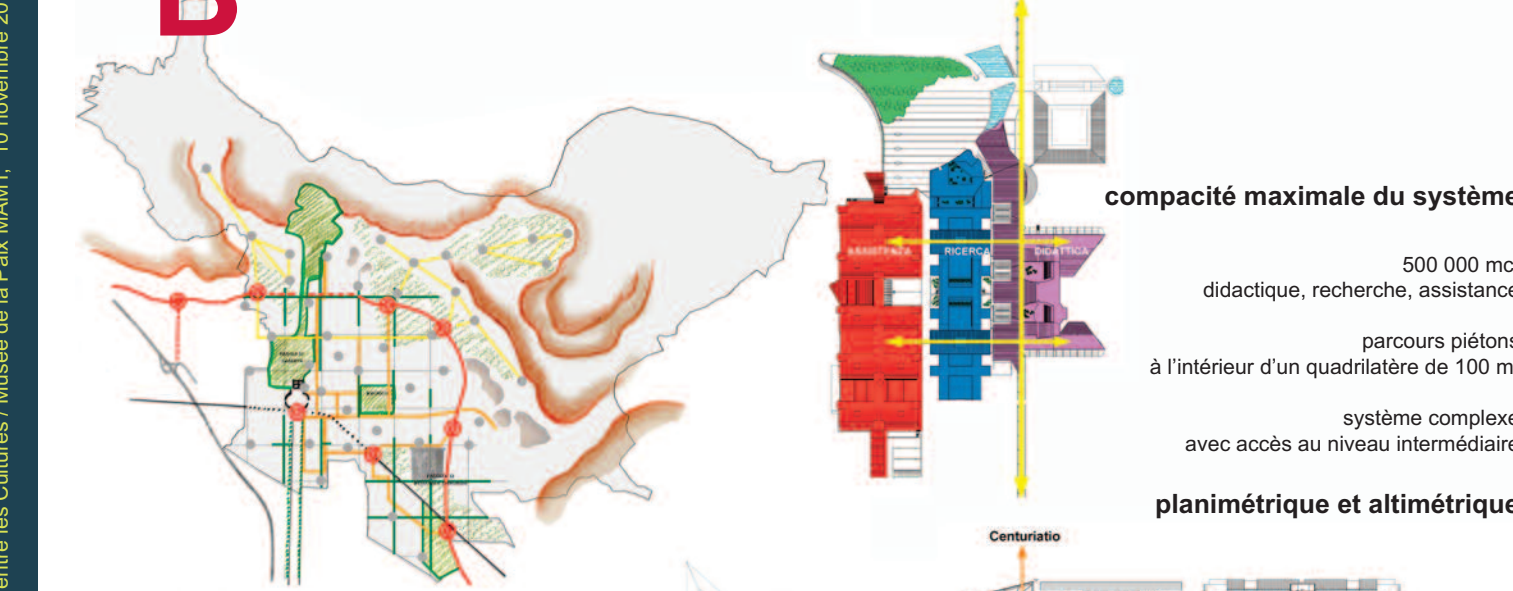 entre les Cultures / Musée de la Paix MAMT, 10 novembre 20
B
ASSISTENZA
RICERCA
DIDATTICA
compacité maximale du système
500 000 mc
didactique, recherche, assistance
parcours piétons
à l'intérieur d'un quadrilatère de 100 m
système complexe
avec accès au niveau intermédiaire
planimétrique et altimétrique
Centuriatio